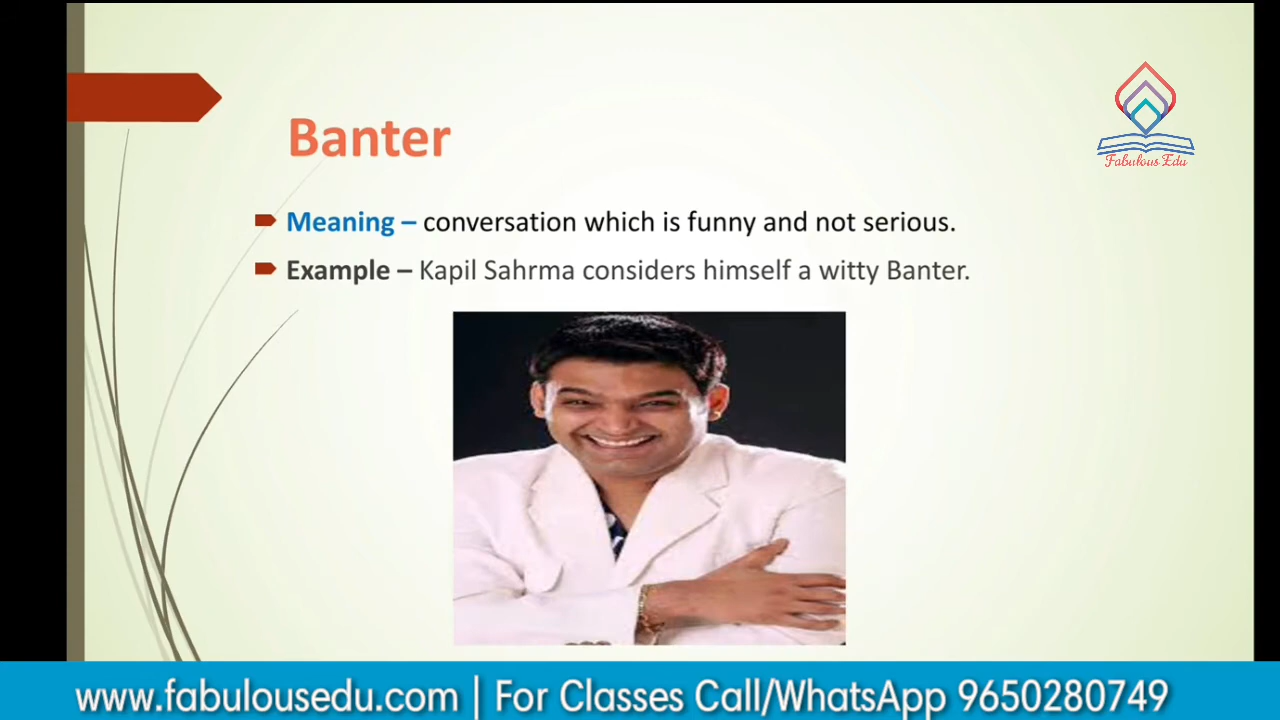 Banter
Fabulous Edu
Meaning – conversation which is funny and not serious.
Example – Kapil Sahrma considers himself a witty Banter.
www.fabulousedu.com | For Classes Call/WhatsApp 9650280749